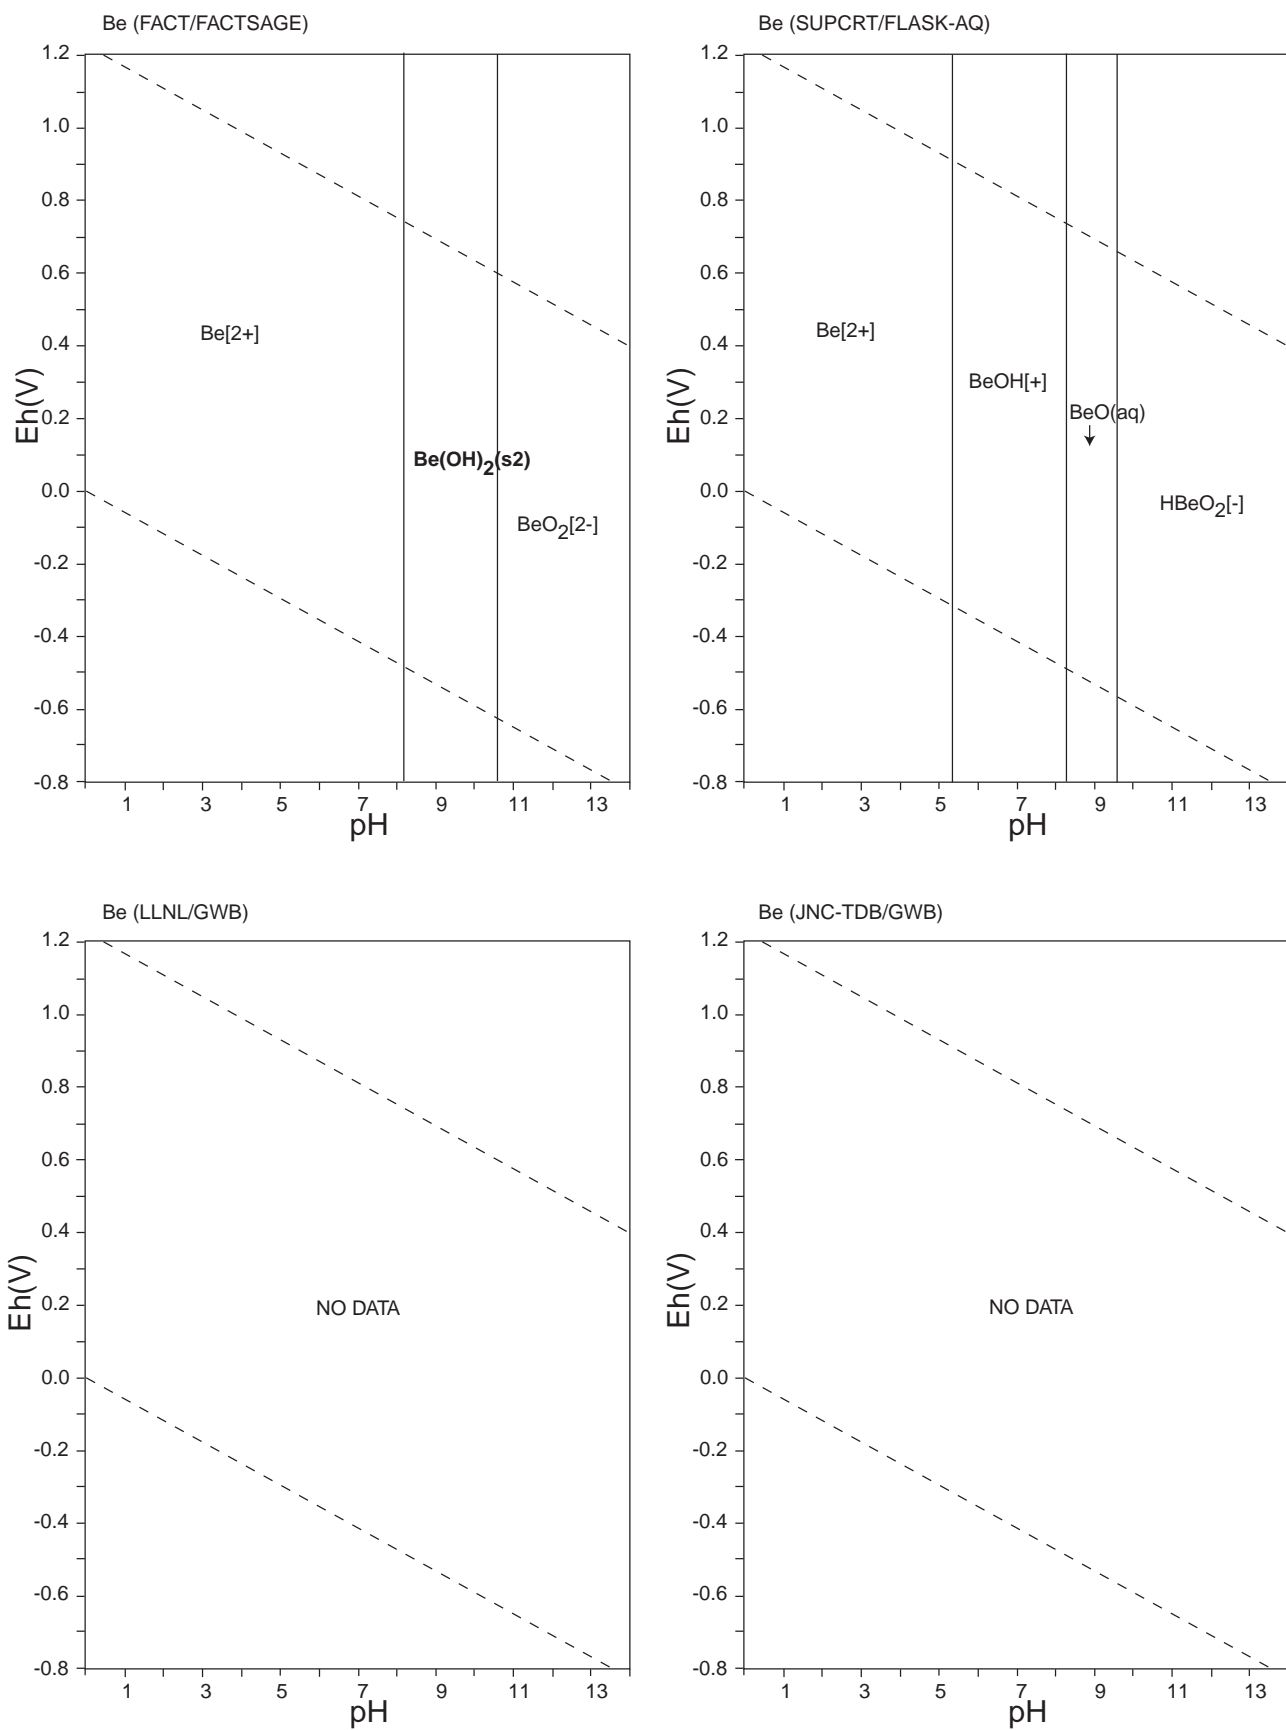 Be (FACT/FACTSAGE)
1.2
1.0
0.8
0.6
0.4
0.2
0.0
-0.2
-0.4
-0.6
-0.8
Eh(V)
Be[2+]
Be(OH)2(s2)
BeO2[2-]
1 3 5 7 9 11 13
pH
Be (SUPCRT/FLASK-AQ)
1.2
1.0
0.8
0.6
0.4
0.2
0.0
-0.2
-0.4
-0.6
-0.8
Eh(V)
Be[2+]
BeOH[+]
BeO(aq)
HBeO2[-]
1 3 5 7 9 11 13
pH
Be (LLNL/GWB)
1.2
1.0
0.8
0.6
0.4
0.2
0.0
-0.2
-0.4
-0.6
-0.8
Eh(V)
NO DATA
1 3 5 7 9 11 13
pH
Be (JNC-TDB/GWB)
1.2
1.0
0.8
0.6
0.4
0.2
0.0
-0.2
-0.4
-0.6
-0.8
Eh(V)
NO DATA
1 3 5 7 9 11 13
pH